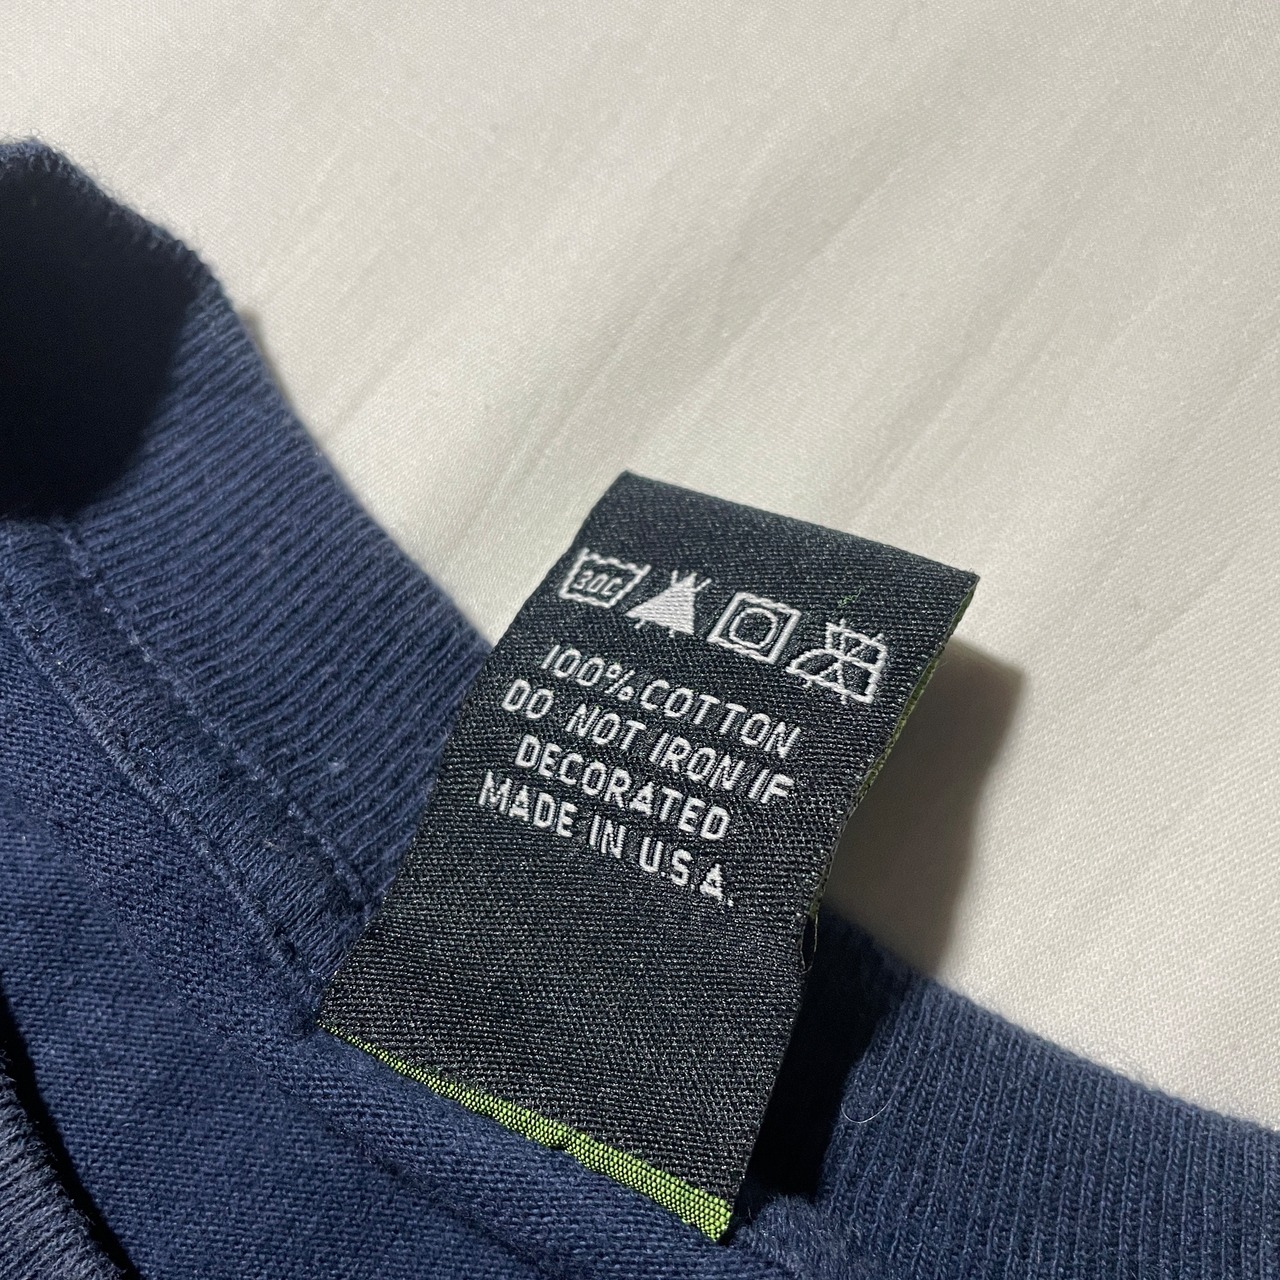 30C
100% COTTON
DO NOT IRON IF
DECORATED
MADE IN U.S.A.